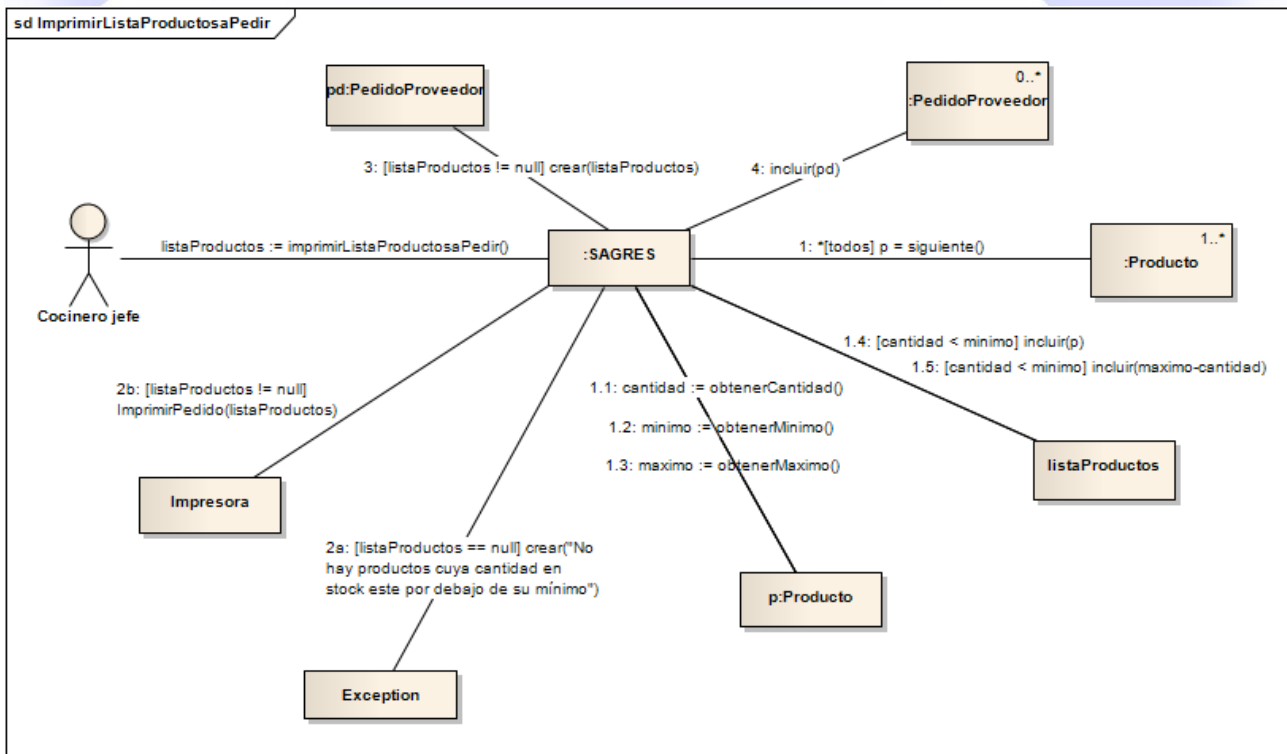 sd ImprimirListaProductosaPedir
pd:PedidoProveedor
0..*
:PedidoProveedor
3: [listaProductos != null] crear(listaProductos)
4: incluir(pd)
listaProductos := imprimirListaProductosaPedir()
:SAGRES
1: *[todos] p = siguiente()
1..*
:Producto
Cocinero jefe
1.4: [cantidad < minimo] incluir(p)
1.5: [cantidad < minimo] incluir(maximo-cantidad)
2b: [listaProductos != null]
ImprimirPedido(listaProductos)
1.1: cantidad := obtenerCantidad()
1.2: minimo := obtenerMinimo()
1.3: maximo := obtenerMaximo()
listaProductos
Impresora
2a: [listaProductos == null] crear("No
hay productos cuya cantidad en
stock este por debajo de su mínimo")
p:Producto
Exception